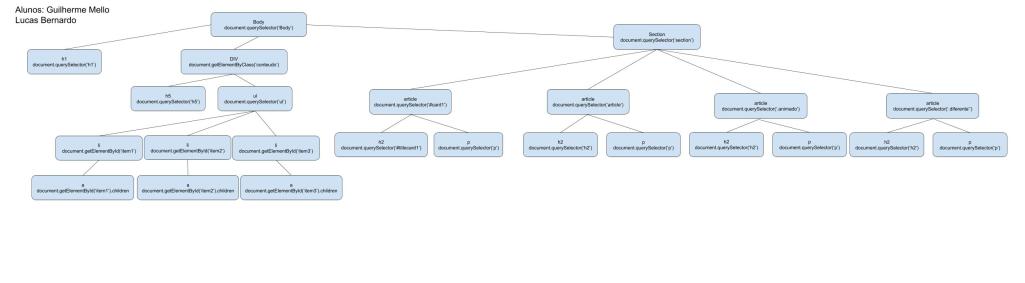 Alunos: Guilherme Mello
Lucas Bernardo
Body
document.querySelector('Body')
Section
document.querySelector('section')
h1
document.querySelector('h1')
DIV
document.getElementByClass('conteudo')
h5
document.querySelector('h5')
ul
document.querySelector('ul')
article
document.querySelector('#card1')
article
document.querySelector('article')
article
document.querySelector('.animado')
article
document.querySelector('.diferente'')
li
document.getElementById('item1')
li
document.getElementById('item2')
li
document.getElementById('item3')
h2
document.querySelector('#titlecard1')
p
document.querySelector('p')
h2
document.querySelector('h2')
p
document.querySelector('p')
h2
document.querySelector('h2')
p
document.querySelector('p')
h2
document.querySelector('h2')
p
document.querySelector('p')
a
document.getElementById('item1').children
a
document.getElementById('item2').children
a
document.getElementById('item3').children